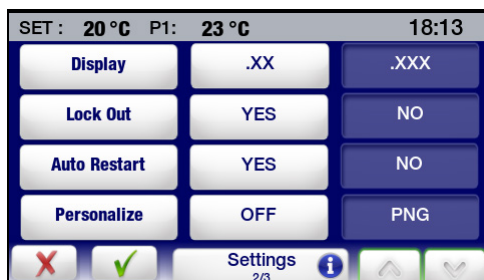 SET : 20 °C P1: 23 °C 18:13
Display .XX .XXX
Lock Out YES NO
Auto Restart YES NO
Personalize OFF PNG
Settings i
2/3